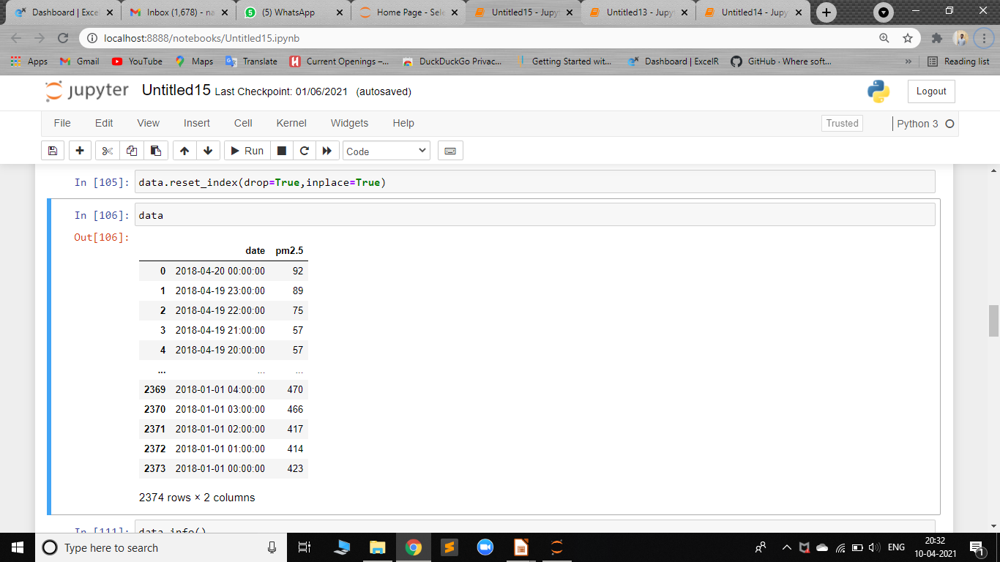 Dashboard | Exce
Inbox (1,678) - na
(5) WhatsApp
Home Page - Sele
Untitled15 - Jupy
Untitled13 - Jupy
Untitled14 - Jupy
localhost:8888/notebooks/Untitled15.ipynb
Apps Gmail YouTube Maps Translate Current Openings –... DuckDuckGo Privac... Getting Started wit... Dashboard | ExcelR GitHub · Where soft... » Reading list
jupyter Untitled15 Last Checkpoint: 01/06/2021 (autosaved) Logout
File Edit View Insert Cell Kernel Widgets Help Trusted Python 3
Run Code
In [105]: data.reset_index(drop=True,inplace=True)
In [106]: data
Out[106]:
date pm2.5
0 2018-04-20 00:00:00 92
1 2018-04-19 23:00:00 89
2 2018-04-19 22:00:00 75
3 2018-04-19 21:00:00 57
4 2018-04-19 20:00:00 57
... ... ...
2369 2018-01-01 04:00:00 470
2370 2018-01-01 03:00:00 466
2371 2018-01-01 02:00:00 417
2372 2018-01-01 01:00:00 414
2373 2018-01-01 00:00:00 423
2374 rows × 2 columns
In [111]: data.info()
Type here to search
ENG
20:32
10-04-2021
1